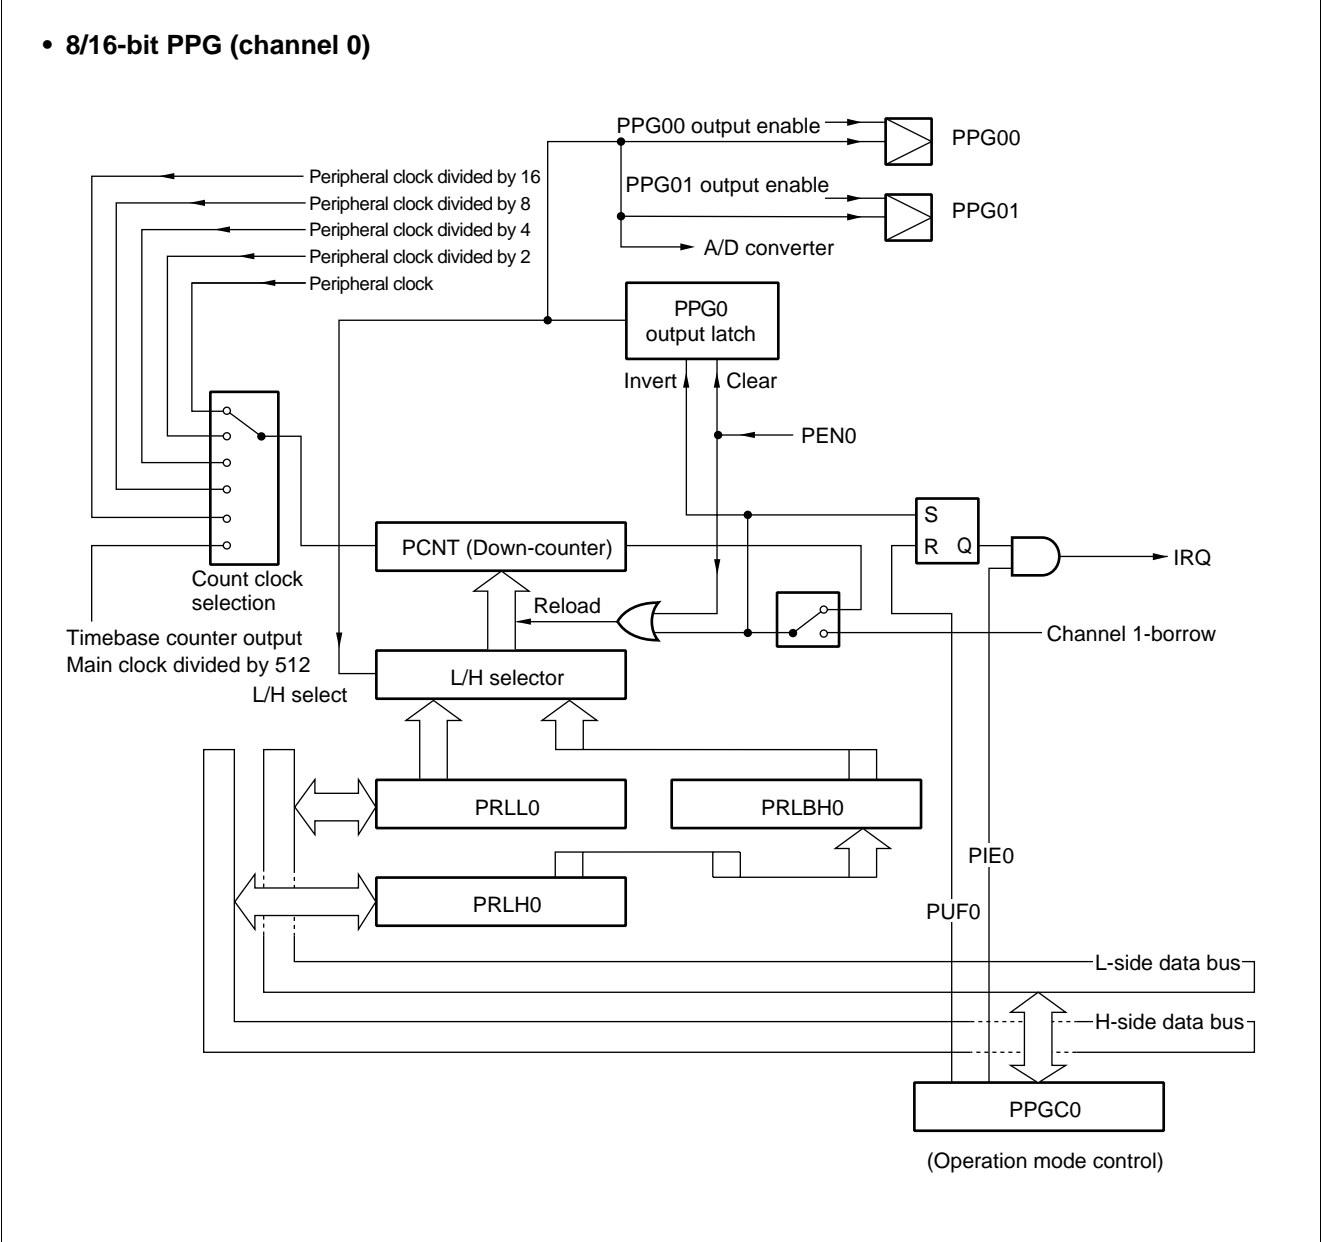 • 8/16-bit PPG (channel 0)
PPG00 output enable
PPG00
Peripheral clock divided by 16
PPG01 output enable
Peripheral clock divided by 8
PPG01
Peripheral clock divided by 4
A/D converter
Peripheral clock divided by 2
Peripheral clock
PPG0
output latch
Invert
Clear
PEN0
S
R Q
PCNT (Down-counter)
IRQ
Count clock
selection
Reload
Timebase counter output
Main clock divided by 512
Channel 1-borrow
L/H selector
L/H select
PRLL0
PRLBH0
PIE0
PRLH0
PUF0
L-side data bus
H-side data bus
PPGC0
(Operation mode control)